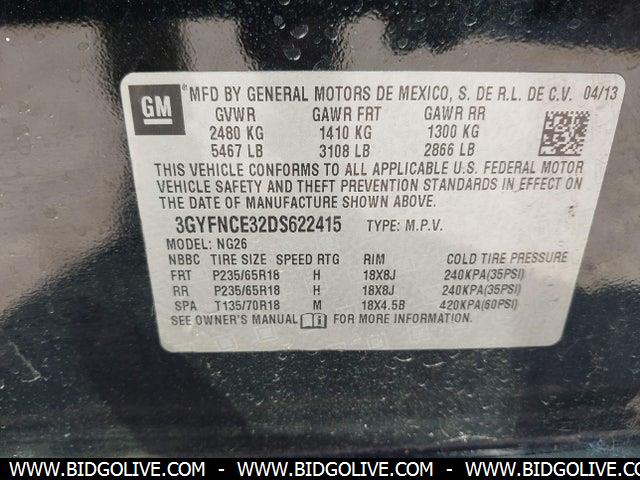 GM ®MFD BY GENERAL MOTORS DE MEXICO, S. DE R.L. DE C.V. 04/13
GVWR GAWR FRT GAWR RR
2480 KG 1410 KG 1300 KG
5467 LB 3108 LB 2866 LB
THIS VEHICLE CONFORMS TO ALL APPLICABLE U.S. FEDERAL MOTOR
VEHICLE SAFETY AND THEFT PREVENTION STANDARDS IN EFFECT ON
THE DATE OF MANUFACTURE SHOWN ABOVE.
3GYFNCE32DS622415 TYPE: M.P.V.
MODEL: NG26
NBBC TIRE SIZE SPEED RTG RIM COLD TIRE PRESSURE
FRT P235/65R18 H 18X8J 240KPA(35PSI)
RR P235/65R18 H 18X8J 240KPA(35PSI)
SPA T135/70R18 M 18X4.5B 420KPA(60PSI)
SEE OWNER'S MANUAL FOR MORE INFORMATION.
WWW.BIDGOLIVE.COM - WWW.BIDGOLIVE.COM - WWW.BIDGOLIVE.COM